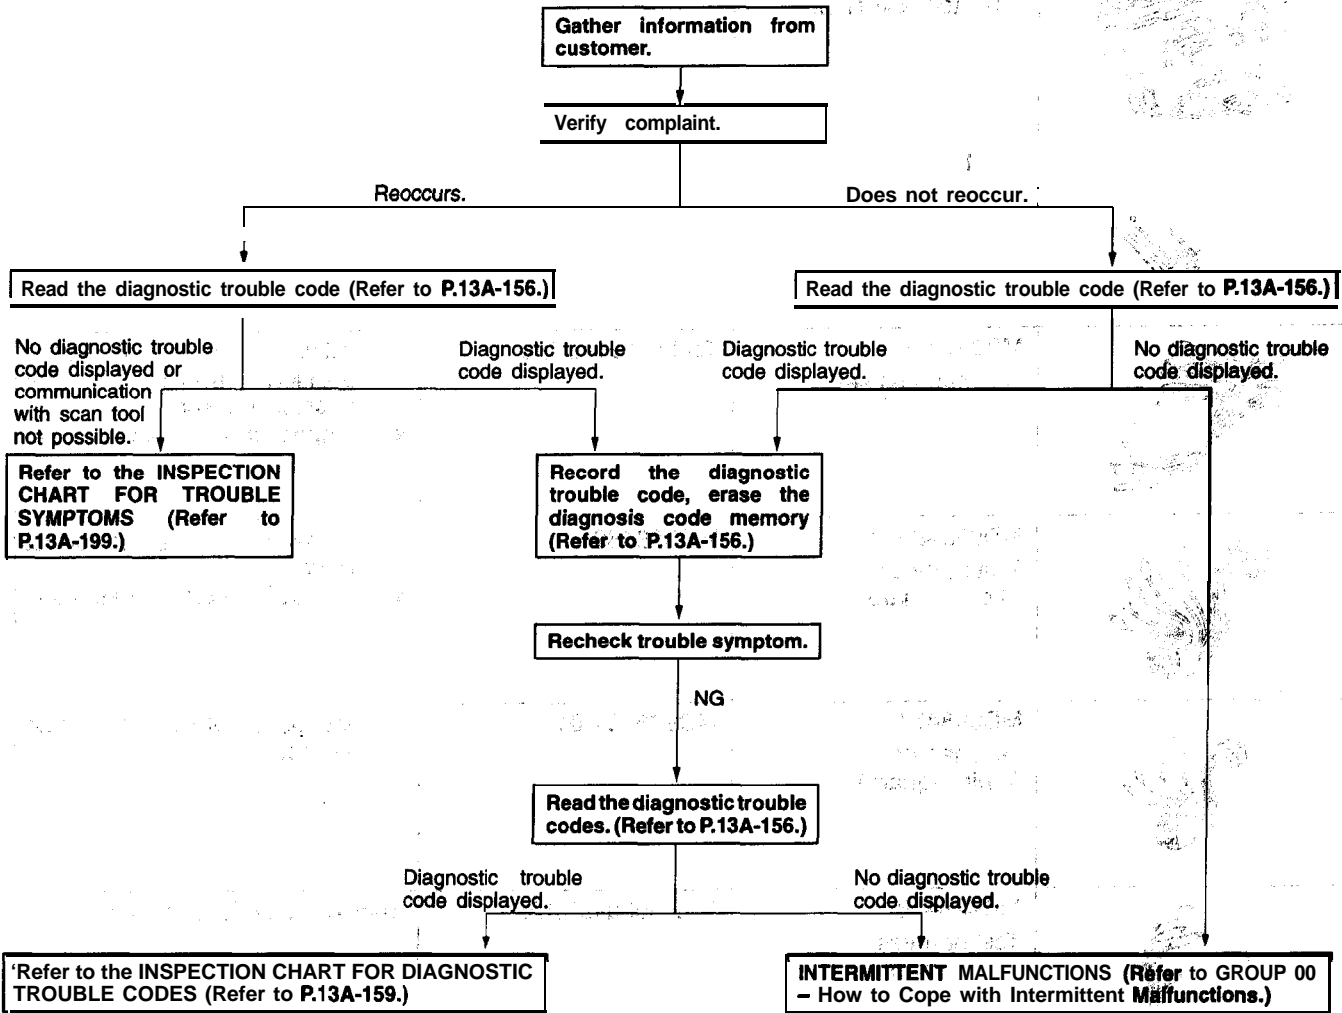 Gather information from
customer.
Verify complaint.
Reoccurs.
Does not reoccur.
Read the diagnostic trouble code (Refer to P.13A-156.)
Read the diagnostic trouble code (Refer to P.13A-156.)
No diagnostic trouble
code displayed or
communication
with scan tool
not possible.
Diagnostic trouble
code displayed.
Diagnostic trouble
code displayed.
No diagnostic trouble
code displayed.
Refer to the INSPECTION
CHART FOR TROUBLE
SYMPTOMS (Refer to
P.13A-199.)
Record the diagnostic
trouble code, erase the
diagnosis code memory
(Refer to P.13A-156.)
Recheck trouble symptom.
NG
Read the diagnostic trouble
codes. (Refer to P.13A-156.)
Diagnostic trouble
code displayed.
No diagnostic trouble
code displayed.
'Refer to the INSPECTION CHART FOR DIAGNOSTIC
TROUBLE CODES (Refer to P.13A-159.)
INTERMITTENT MALFUNCTIONS (Refer to GROUP 00
– How to Cope with Intermittent Malfunctions.)